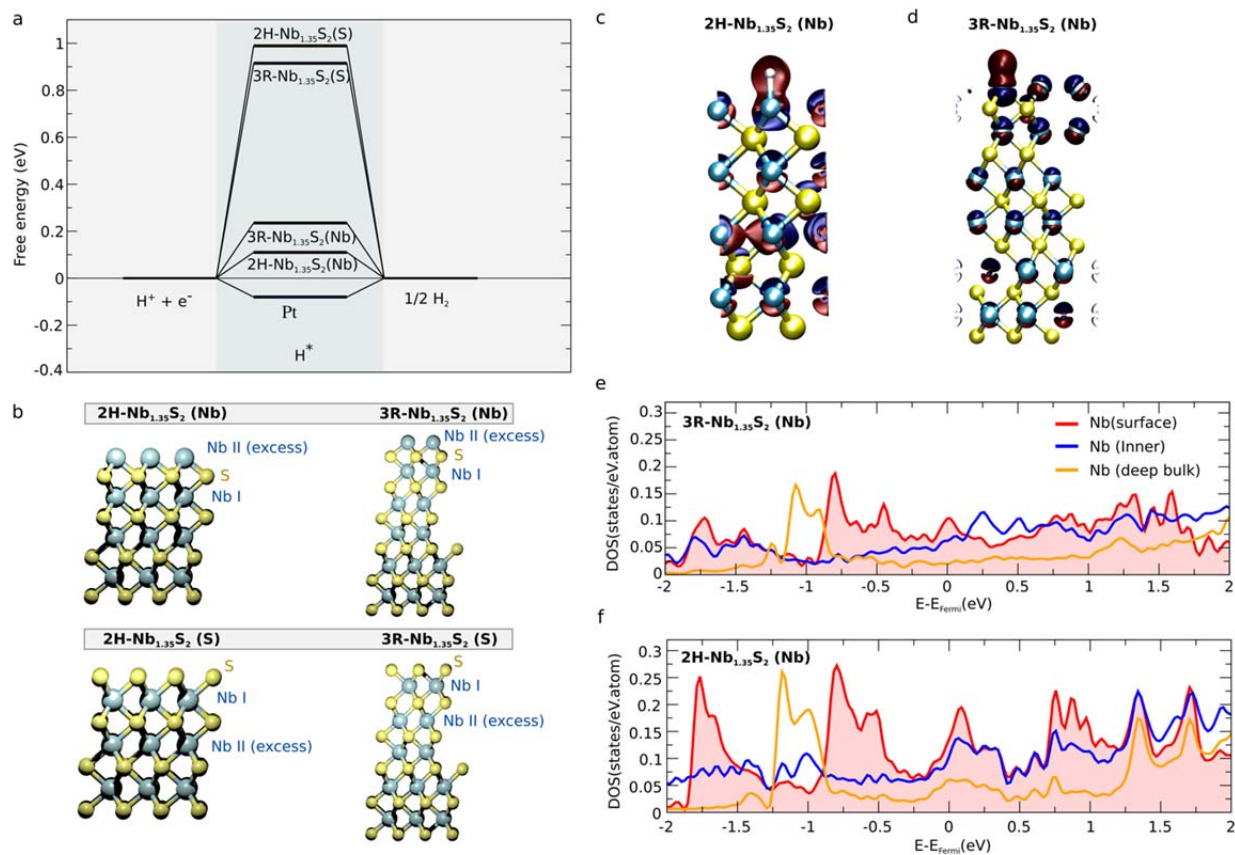 a
2H-Nb₁.₃₅S₂(S)
3R-Nb₁.₃₅S₂(S)
3R-Nb₁.₃₅S₂(Nb)
2H-Nb₁.₃₅S₂(Nb)
Pt
H⁺ + e⁻
1/2 H₂
H*
Free energy (eV)
1
0.8
0.6
0.4
0.2
0
-0.2
-0.4
b
2H-Nb₁.₃₅S₂ (Nb)
3R-Nb₁.₃₅S₂ (Nb)
Nb II (excess)
S
Nb I
Nb II (excess)
S
Nb I
2H-Nb₁.₃₅S₂ (S)
3R-Nb₁.₃₅S₂ (S)
S
Nb I
Nb II (excess)
S
Nb I
Nb II (excess)
c
2H-Nb₁.₃₅S₂ (Nb)
d
3R-Nb₁.₃₅S₂ (Nb)
e
3R-Nb₁.₃₅S₂ (Nb)
Nb(surface)
Nb (Inner)
Nb (deep bulk)
DOS(states/eV.atom)
0.3
0.25
0.2
0.15
0.1
0.05
0
-2 -1.5 -1 -0.5 0 0.5 1 1.5 2
E-E_Fermi(eV)
f
2H-Nb₁.₃₅S₂ (Nb)
DOS(states/eV.atom)
0.3
0.25
0.2
0.15
0.1
0.05
0
-2 -1.5 -1 -0.5 0 0.5 1 1.5 2
E-E_Fermi(eV)